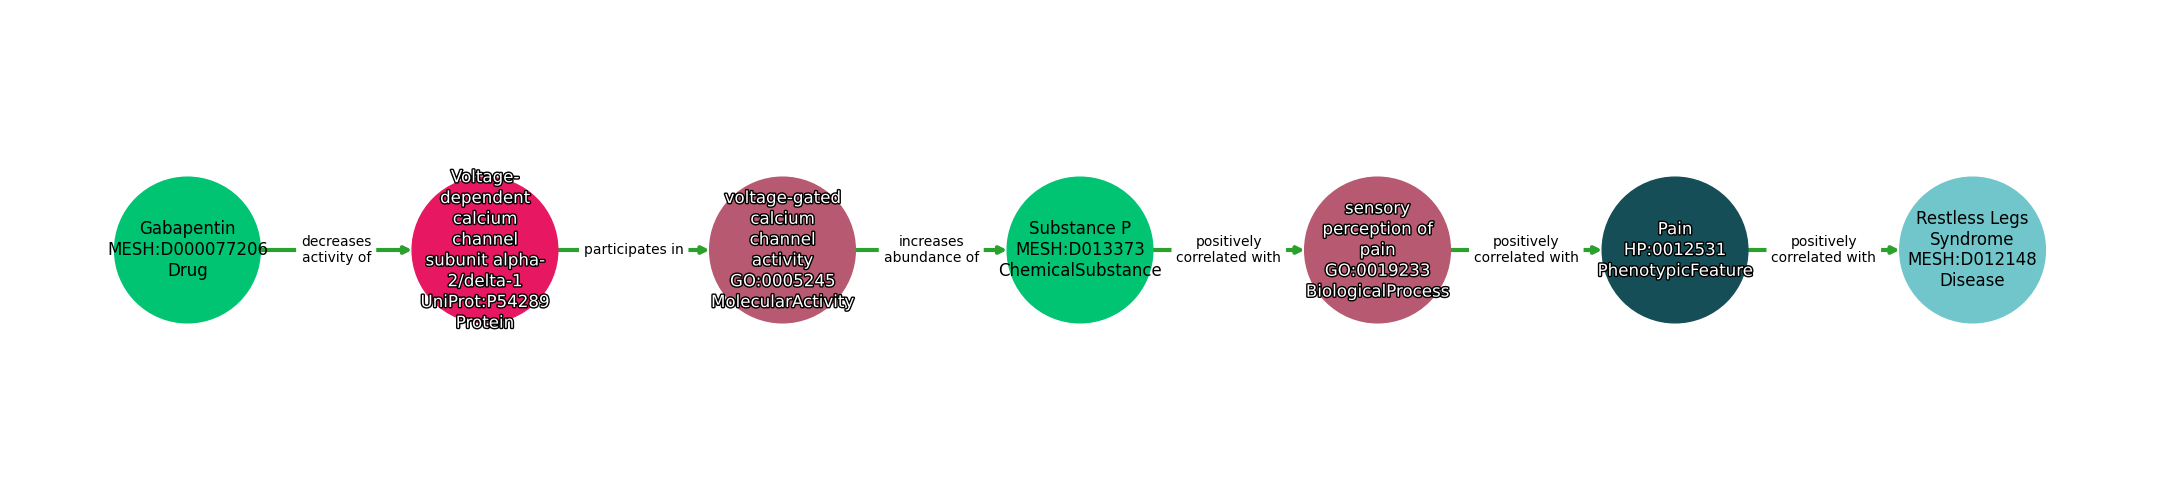 Gabapentin
MESH:D000077206
Drug
decreases
activity of
Voltage-
dependent
calcium
channel
subunit alpha-
2/delta-1
UniProt:P54289
Protein
participates in
voltage-gated
calcium
channel
activity
GO:0005245
MolecularActivity
increases
abundance of
Substance P
MESH:D013373
ChemicalSubstance
positively
correlated with
sensory
perception of
pain
GO:0019233
BiologicalProcess
positively
correlated with
Pain
HP:0012531
PhenotypicFeature
positively
correlated with
Restless Legs
Syndrome
MESH:D012148
Disease